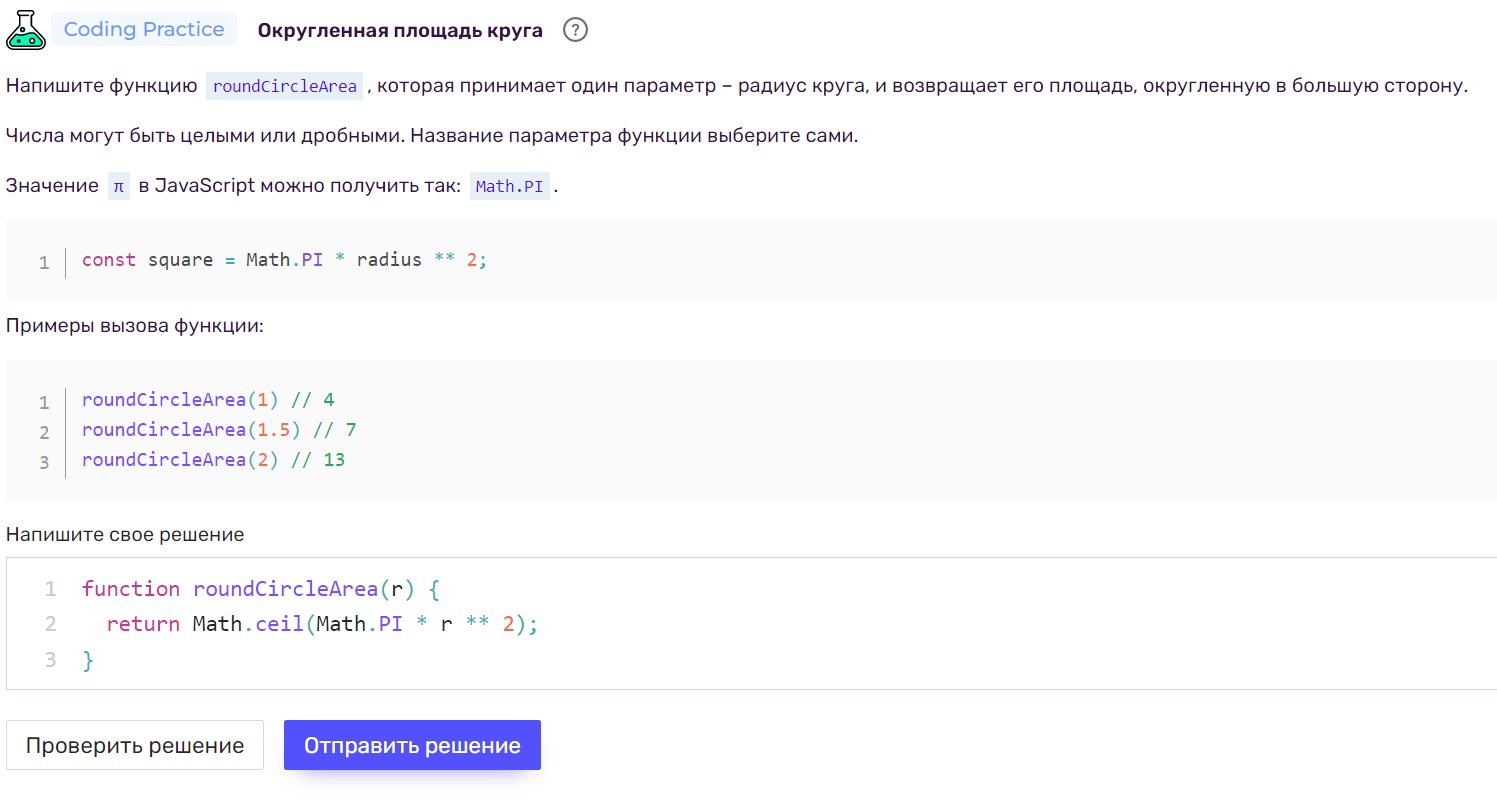 Coding Practice Округленная площадь круга ?
Напишите функцию roundCircleArea , которая принимает один параметр – радиус круга, и возвращает его площадь, округленную в большую сторону.
Числа могут быть целыми или дробными. Название параметра функции выберите сами.
Значение π в JavaScript можно получить так: Math.PI .
1 const square = Math.PI * radius ** 2;
Примеры вызова функции:
1 roundCircleArea(1) // 4
2 roundCircleArea(1.5) // 7
3 roundCircleArea(2) // 13
Напишите свое решение
1 function roundCircleArea(r) {
2 return Math.ceil(Math.PI * r ** 2);
3 }
Проверить решение Отправить решение